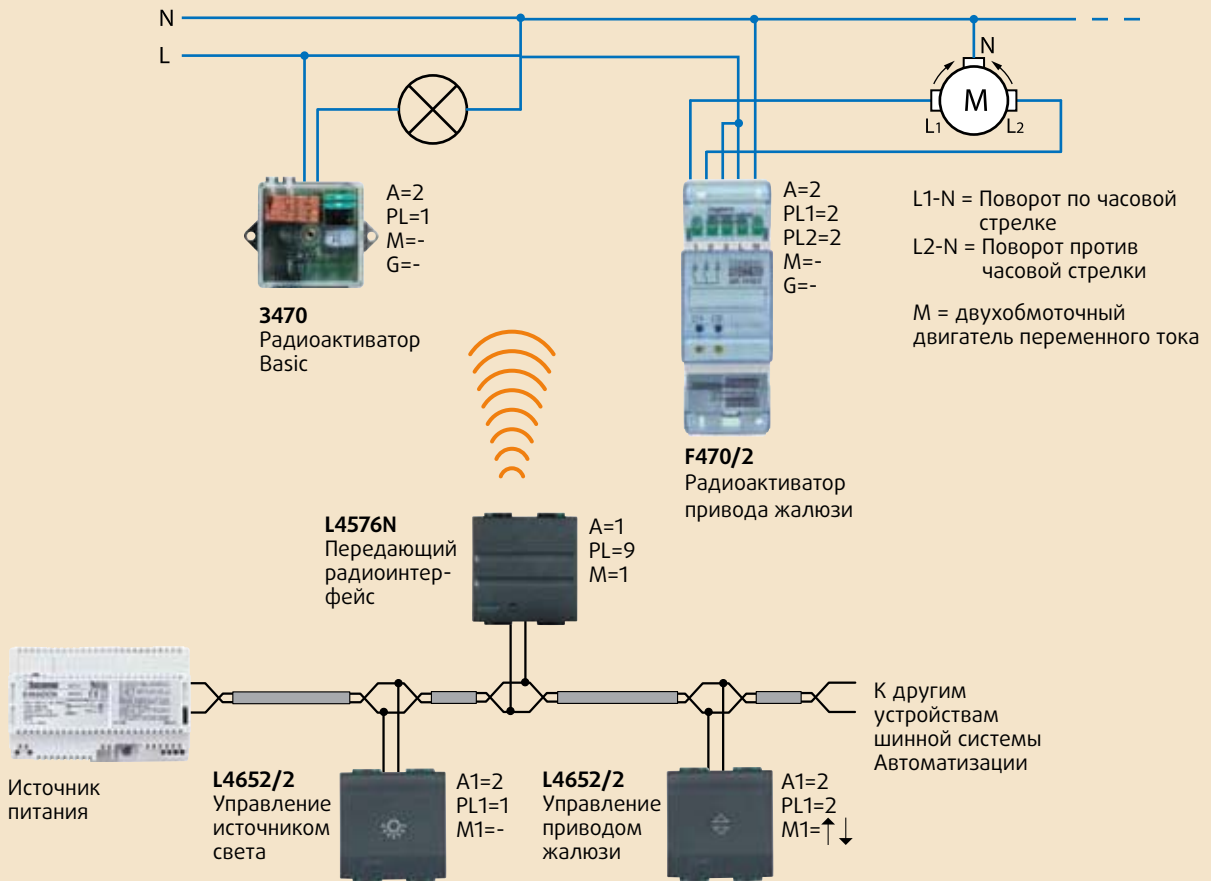 N
L
N
M
L1
L2
A=2
PL=1
M=-
G=-
3470
Радиоактиватор
Basic
A=2
PL1=2
PL2=2
M=-
G=-
F470/2
Радиоактиватор
привода жалюзи
L1-N = Поворот по часовой
стрелке
L2-N = Поворот против
часовой стрелки
M = двухобмоточный
двигатель переменного тока
L4576N
Передающий
радиоинтер-
фейс
A=1
PL=9
M=1
Источник
питания
L4652/2
Управление
источником
света
A1=2
PL1=1
M1=-
L4652/2
Управление
приводом
жалюзи
A1=2
PL1=2
M1=↑↓
К другим
устройствам
шинной системы
Автоматизации